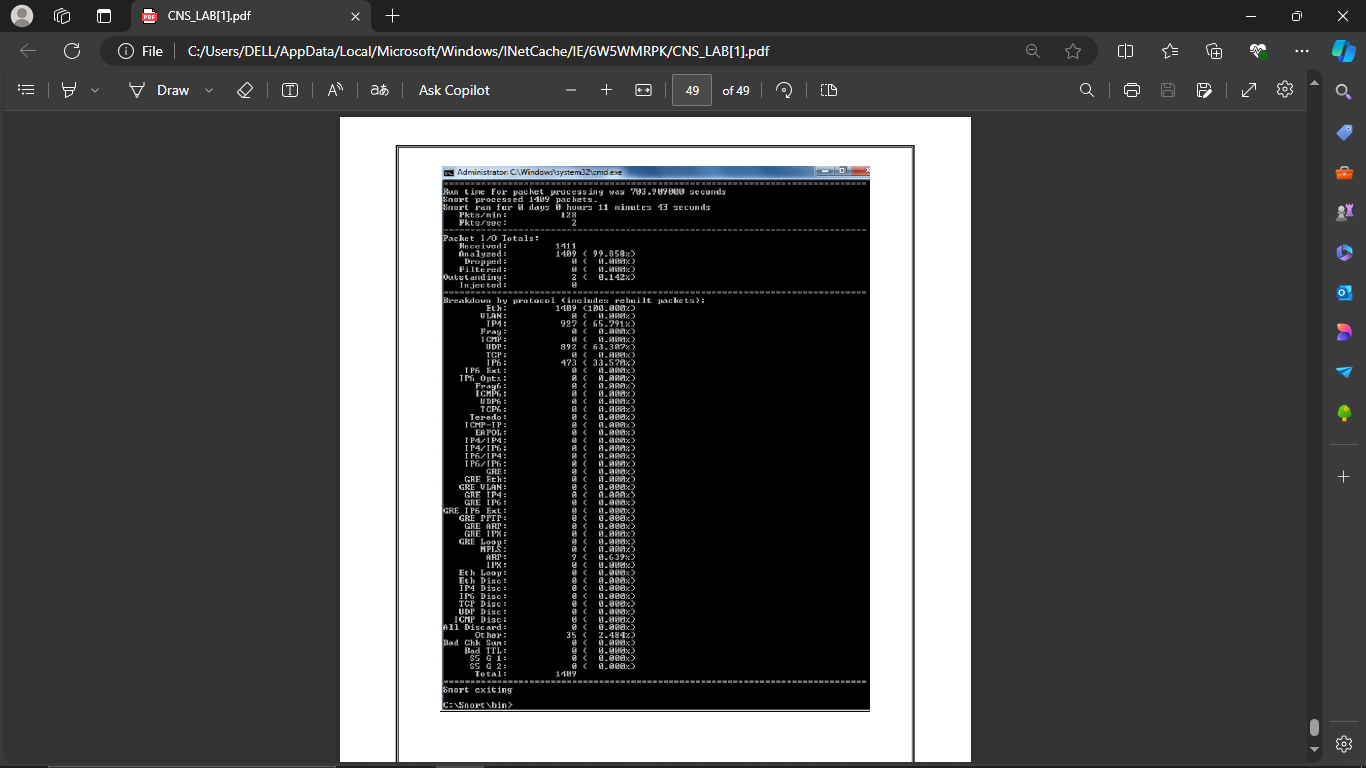 CNS_LAB[1].pdf
File
C:/Users/DELL/AppData/Local/Microsoft/Windows/INetCache/IE/6W5WMRPK/CNS_LAB[1].pdf
Draw
Ask Copilot
49 of 49
Administrator: C:\Windows\system32\cmd.exe
Run time for packet processing was 703.989000 seconds
Snort processed 1409 packets.
Snort ran for 0 days 0 hours 11 minutes 43 seconds
Pkts/min: 128
Pkts/sec: 2
Packet I/O Totals:
Received: 1411
Analyzed: 1409 ( 99.858%)
Dropped: 0 ( 0.000%)
Filtered: 0 ( 0.000%)
Outstanding: 2 ( 0.142%)
Injected: 0
Breakdown by protocol (includes rebuilt packets):
Eth: 1409 (100.000%)
VLAN: 0 ( 0.000%)
IP4: 927 ( 65.791%)
Frag: 0 ( 0.000%)
ICMP: 0 ( 0.000%)
UDP: 892 ( 63.307%)
TCP: 0 ( 0.000%)
IP6: 473 ( 33.570%)
IP6 Ext: 0 ( 0.000%)
IP6 Opts: 0 ( 0.000%)
Frag6: 0 ( 0.000%)
ICMP6: 0 ( 0.000%)
UDP6: 0 ( 0.000%)
TCP6: 0 ( 0.000%)
Teredo: 0 ( 0.000%)
ICMP-IP: 0 ( 0.000%)
EAPOL: 0 ( 0.000%)
IP4/IP4: 0 ( 0.000%)
IP4/IP6: 0 ( 0.000%)
IP6/IP4: 0 ( 0.000%)
IP6/IP6: 0 ( 0.000%)
GRE: 0 ( 0.000%)
GRE Eth: 0 ( 0.000%)
GRE VLAN: 0 ( 0.000%)
GRE IP4: 0 ( 0.000%)
GRE IP6: 0 ( 0.000%)
GRE IP6 Ext: 0 ( 0.000%)
GRE PPTP: 0 ( 0.000%)
GRE ARP: 0 ( 0.000%)
GRE IPX: 0 ( 0.000%)
GRE Loop: 0 ( 0.000%)
MPLS: 0 ( 0.000%)
ARP: 9 ( 0.639%)
IPX: 0 ( 0.000%)
Eth Loop: 0 ( 0.000%)
Eth Disc: 0 ( 0.000%)
IP4 Disc: 0 ( 0.000%)
IP6 Disc: 0 ( 0.000%)
TCP Disc: 0 ( 0.000%)
UDP Disc: 0 ( 0.000%)
ICMP Disc: 0 ( 0.000%)
All Discard: 0 ( 0.000%)
Other: 35 ( 2.484%)
Bad Chk Sum: 0 ( 0.000%)
Bad TTL: 0 ( 0.000%)
S5 G 1: 0 ( 0.000%)
S5 G 2: 0 ( 0.000%)
Total: 1409
Snort exiting
C:\Snort\bin>